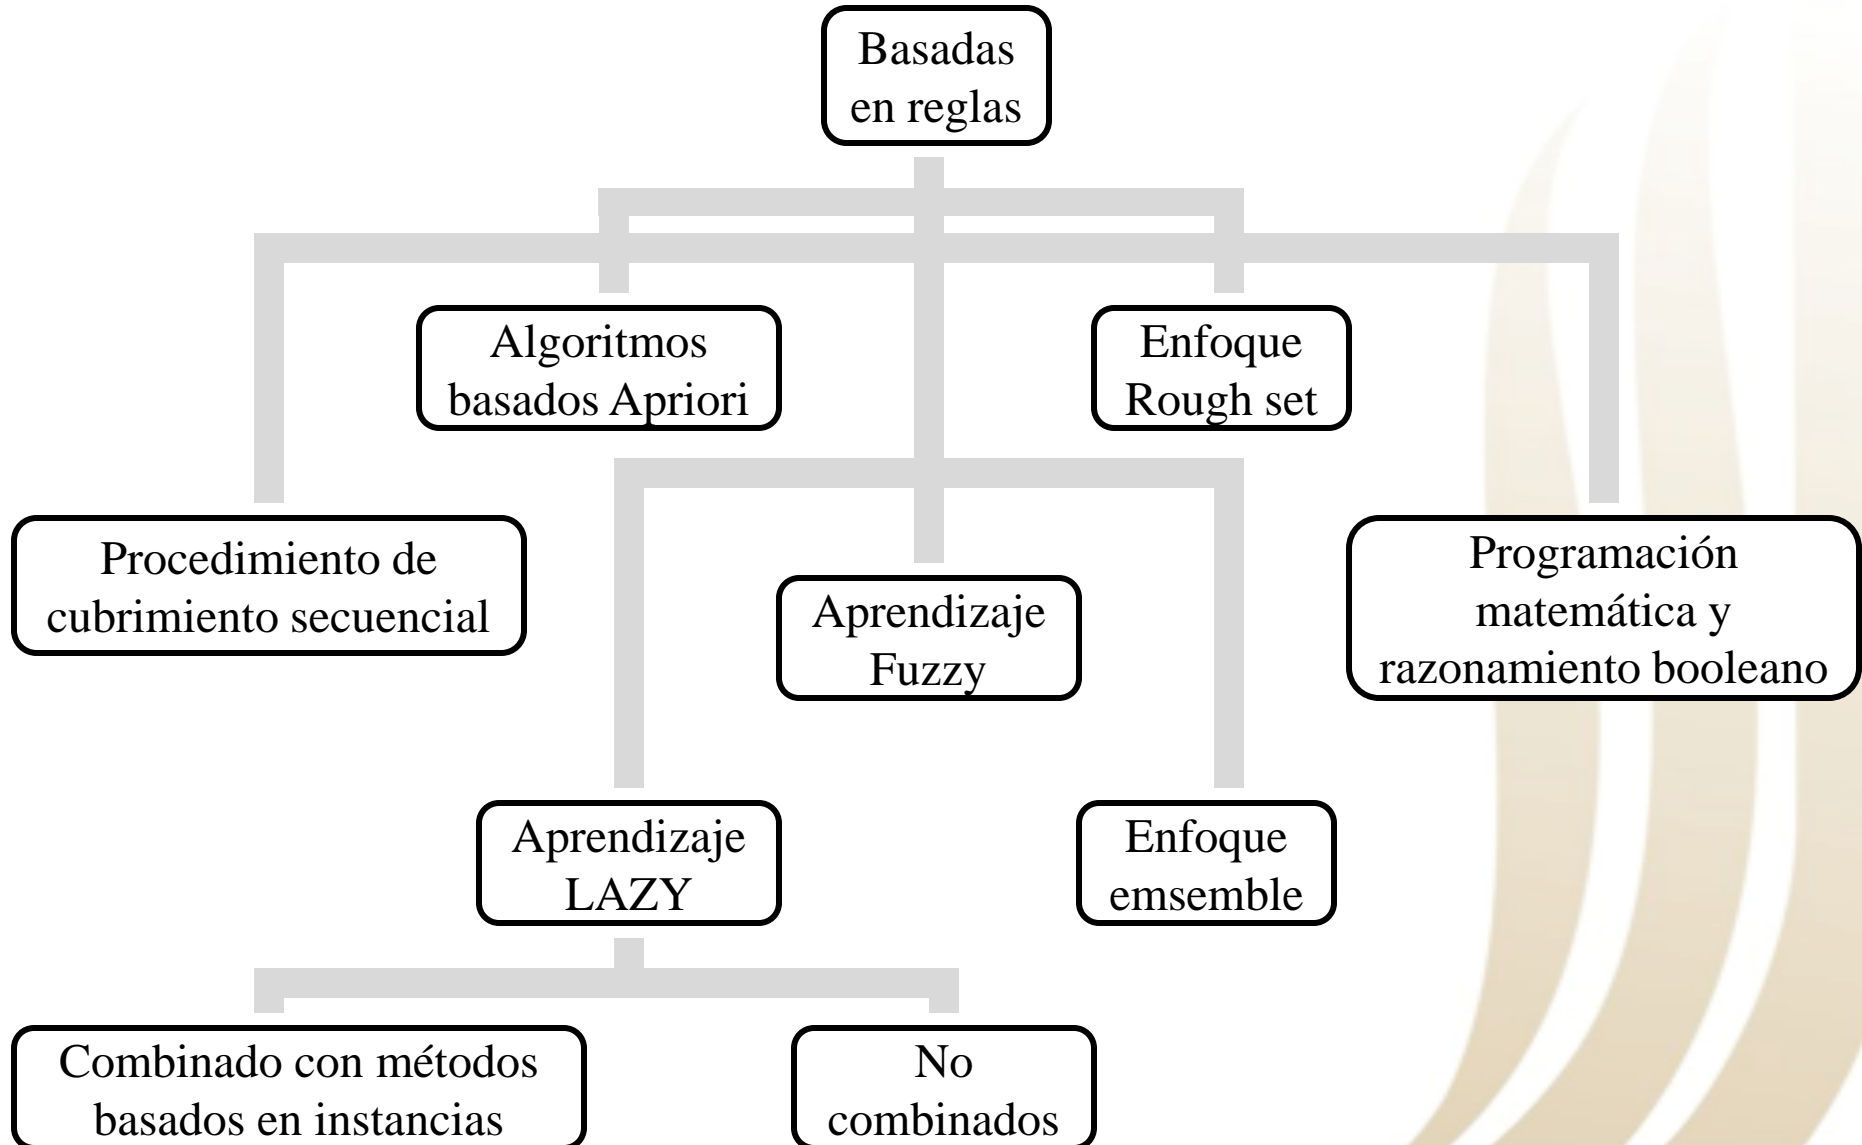 Basadas
en reglas
Algoritmos
basados Apriori
Enfoque
Rough set
Procedimiento de
cubrimiento secuencial
Aprendizaje
Fuzzy
Programación
matemática y
razonamiento booleano
Aprendizaje
LAZY
Enfoque
emsemble
Combinado con métodos
basados en instancias
No
combinados